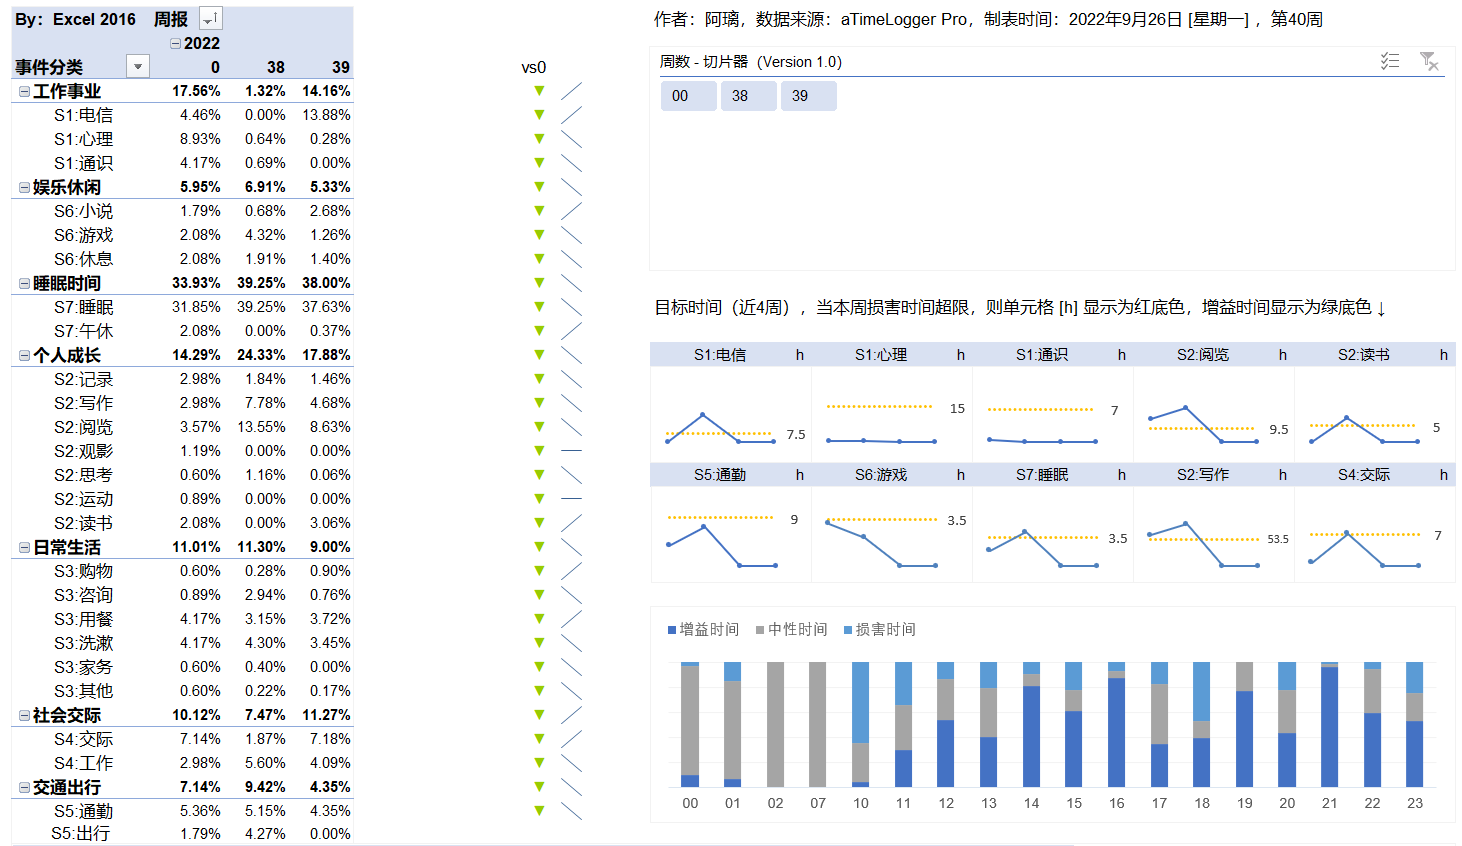 By: Excel 2016 周报
2022
事件分类 0 38 39 vs0
工作事业 17.56% 1.32% 14.16%
S1:电信 4.46% 0.00% 13.88%
S1:心理 8.93% 0.64% 0.28%
S1:通识 4.17% 0.69% 0.00%
娱乐休闲 5.95% 6.91% 5.33%
S6:小说 1.79% 0.68% 2.68%
S6:游戏 2.08% 4.32% 1.26%
S6:休息 2.08% 1.91% 1.40%
睡眠时间 33.93% 39.25% 38.00%
S7:睡眠 31.85% 39.25% 37.63%
S7:午休 2.08% 0.00% 0.37%
个人成长 14.29% 24.33% 17.88%
S2:记录 2.98% 1.84% 1.46%
S2:写作 2.98% 7.78% 4.68%
S2:阅览 3.57% 13.55% 8.63%
S2:观影 1.19% 0.00% 0.00%
S2:思考 0.60% 1.16% 0.06%
S2:运动 0.89% 0.00% 0.00%
S2:读书 2.08% 0.00% 3.06%
日常生活 11.01% 11.30% 9.00%
S3:购物 0.60% 0.28% 0.90%
S3:咨询 0.89% 2.94% 0.76%
S3:用餐 4.17% 3.15% 3.72%
S3:洗漱 4.17% 4.30% 3.45%
S3:家务 0.60% 0.40% 0.00%
S3:其他 0.60% 0.22% 0.17%
社会交际 10.12% 7.47% 11.27%
S4:交际 7.14% 1.87% 7.18%
S4:工作 2.98% 5.60% 4.09%
交通出行 7.14% 9.42% 4.35%
S5:通勤 5.36% 5.15% 4.35%
S5:出行 1.79% 4.27% 0.00%
作者：阿璃，数据来源：aTimeLogger Pro，制表时间：2022年9月26日 [星期一] ，第40周
周数 - 切片器（Version 1.0）
00 38 39
目标时间（近4周），当本周损害时间超限，则单元格 [h] 显示为红底色，增益时间显示为绿底色 ↓
S1:电信 h S1:心理 h S1:通识 h S2:阅览 h S2:读书 h
7.5 15 7 9.5 5
S5:通勤 h S6:游戏 h S7:睡眠 h S2:写作 h S4:交际 h
9 3.5 3.5 53.5 7
增益时间 中性时间 损害时间
00 01 02 07 10 11 12 13 14 15 16 17 18 19 20 21 22 23